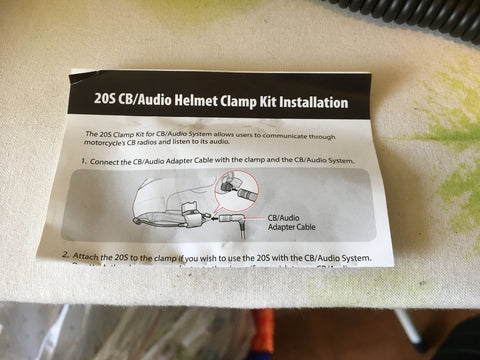 20S CB/Audio Helmet Clamp Kit Installation
The 20S Clamp Kit for CB/Audio System allows users to communicate through
motorcycle's CB radios and listen to its audio.
1. Connect the CB/Audio Adapter Cable with the clamp and the CB/Audio System.
CB/Audio
Adapter Cable
2. Attach the 20S to the clamp if you wish to use the 20S with the CB/Audio System.